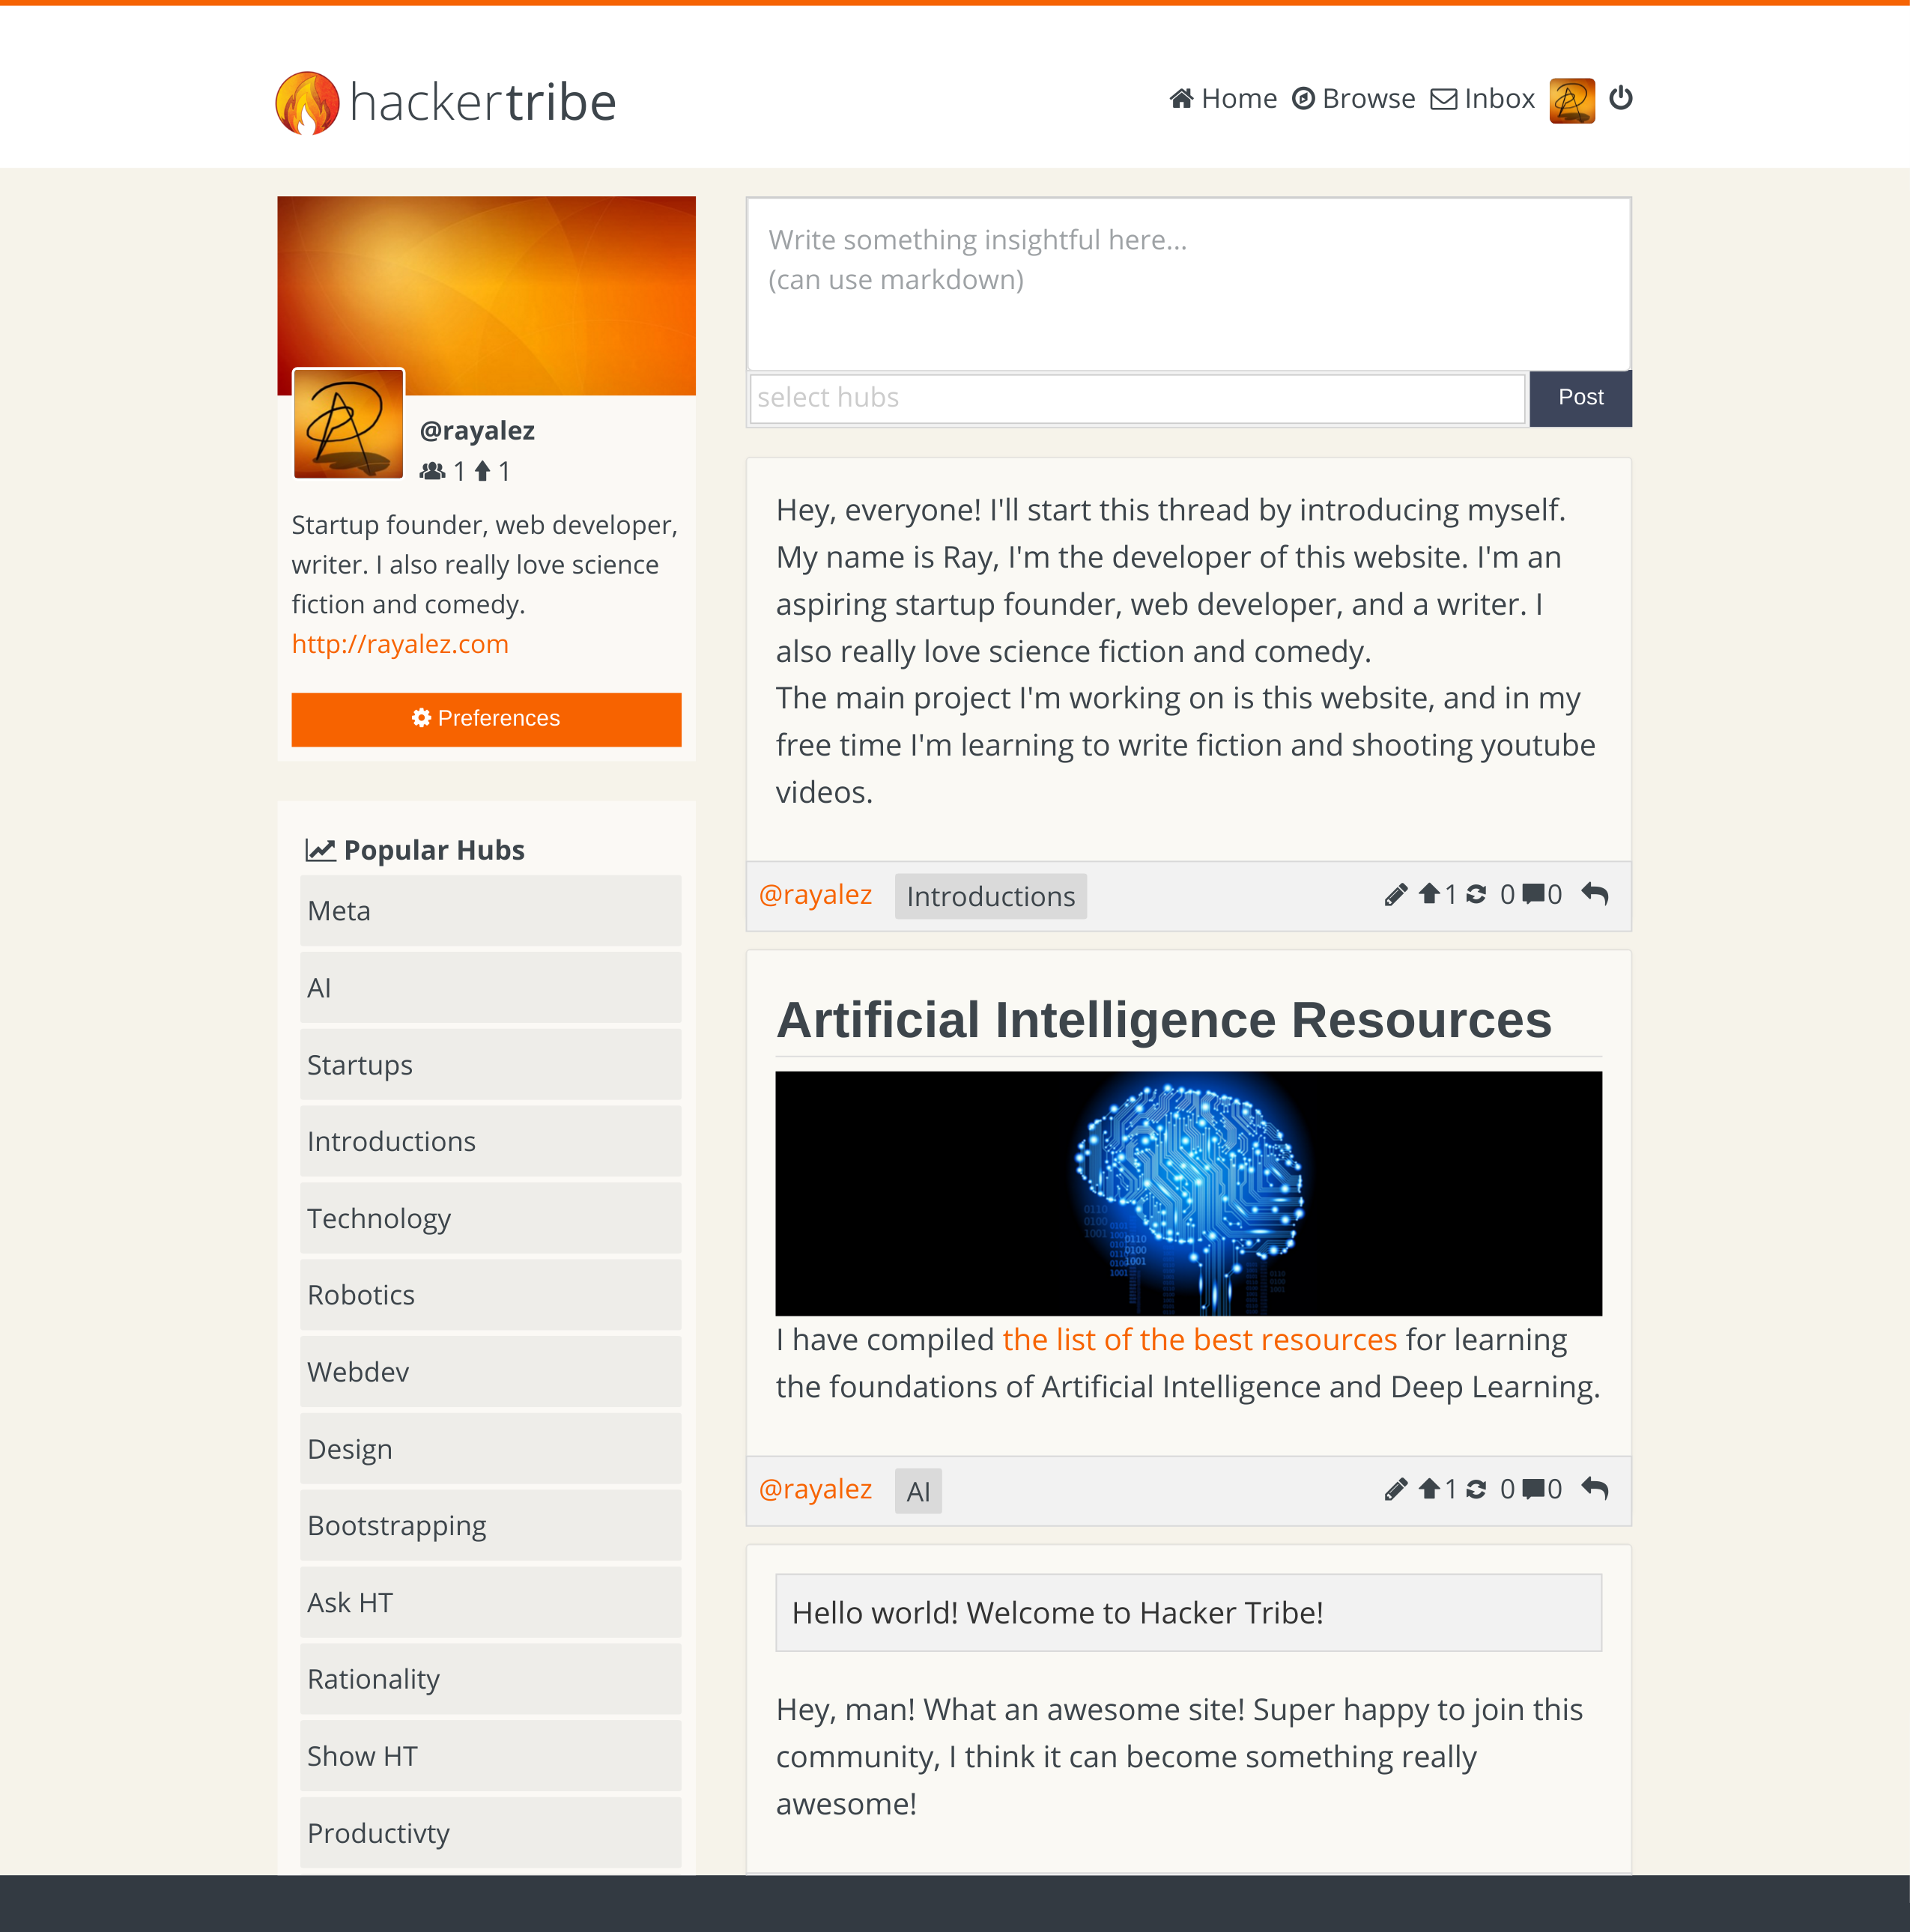 hackertribe
Home Browse Inbox
Write something insightful here...
(can use markdown)
select hubs
Post
@rayalez
1 1
Startup founder, web developer,
writer. I also really love science
fiction and comedy.
http://rayalez.com
Preferences
Popular Hubs
Meta
AI
Startups
Introductions
Technology
Robotics
Webdev
Design
Bootstrapping
Ask HT
Rationality
Show HT
Productivty
Hey, everyone! I'll start this thread by introducing myself.
My name is Ray, I'm the developer of this website. I'm an
aspiring startup founder, web developer, and a writer. I
also really love science fiction and comedy.
The main project I'm working on is this website, and in my
free time I'm learning to write fiction and shooting youtube
videos.
@rayalez Introductions 1 0 0
Artificial Intelligence Resources
0110
0100
1001
0110
0100
1001
I have compiled the list of the best resources for learning
the foundations of Artificial Intelligence and Deep Learning.
@rayalez AI 1 0 0
Hello world! Welcome to Hacker Tribe!
Hey, man! What an awesome site! Super happy to join this
community, I think it can become something really
awesome!